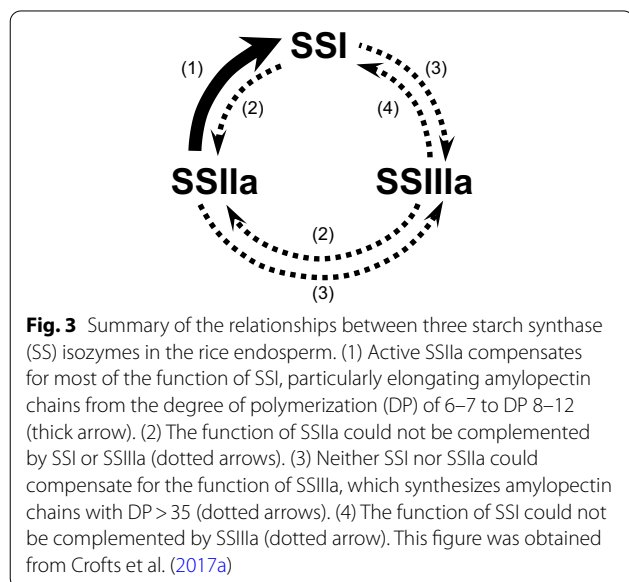 SSI
(1)
(2)
(3)
(4)
SSIIa
SSIIIa
(2)
(3)
Fig. 3 Summary of the relationships between three starch synthase
(SS) isozymes in the rice endosperm. (1) Active SSIIa compensates
for most of the function of SSI, particularly elongating amylopectin
chains from the degree of polymerization (DP) of 6–7 to DP 8–12
(thick arrow). (2) The function of SSIIa could not be complemented
by SSI or SSIIIa (dotted arrows). (3) Neither SSI nor SSIIa could
compensate for the function of SSIIIa, which synthesizes amylopectin
chains with DP > 35 (dotted arrows). (4) The function of SSI could not
be complemented by SSIIIa (dotted arrow). This figure was obtained
from Crofts et al. (2017a)